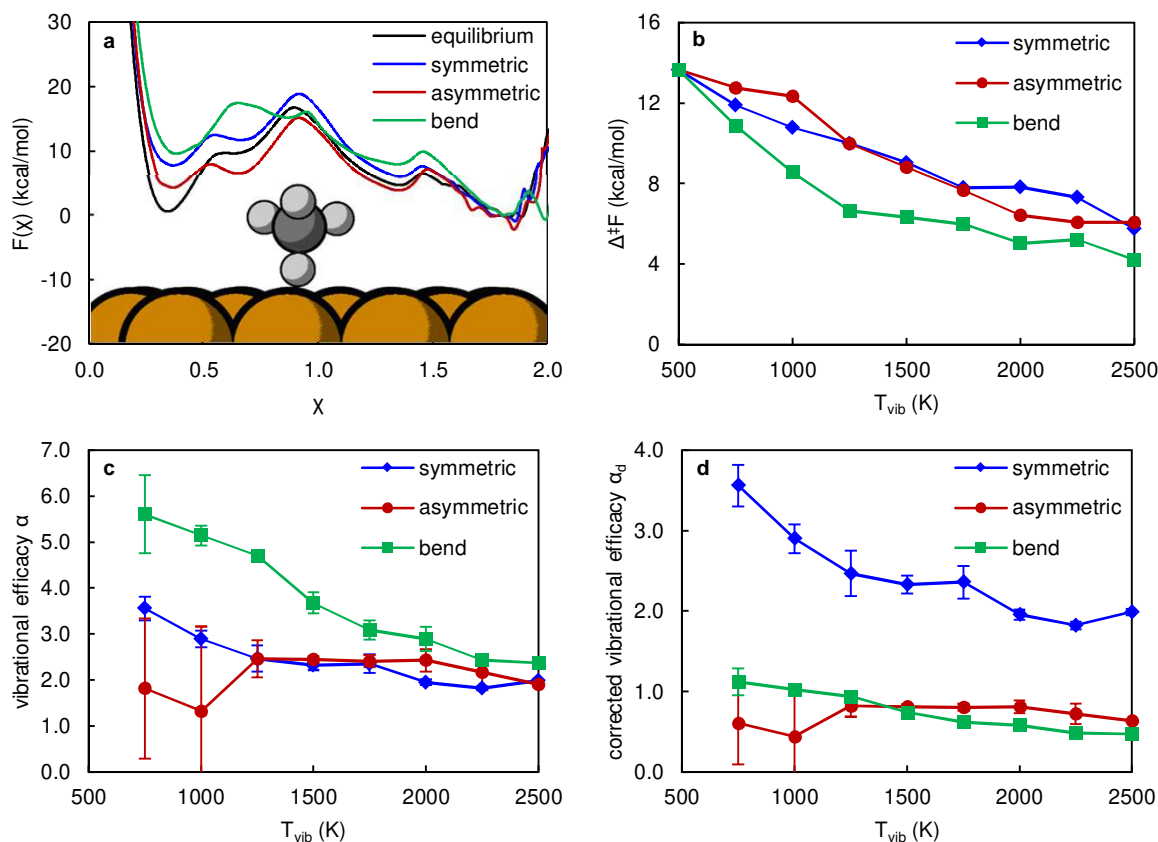 a
equilibrium
symmetric
asymmetric
bend
30
20
10
0
-10
-20
F(χ) (kcal/mol)
0.0 0.5 1.0 1.5 2.0
χ
b
symmetric
asymmetric
bend
16
12
8
4
0
Δ‡F (kcal/mol)
500 1000 1500 2000 2500
Tvib (K)
c
symmetric
asymmetric
bend
7.0
6.0
5.0
4.0
3.0
2.0
1.0
0.0
vibrational efficacy α
500 1000 1500 2000 2500
Tvib (K)
d
symmetric
asymmetric
bend
4.0
3.0
2.0
1.0
0.0
corrected vibrational efficacy αd
500 1000 1500 2000 2500
Tvib (K)